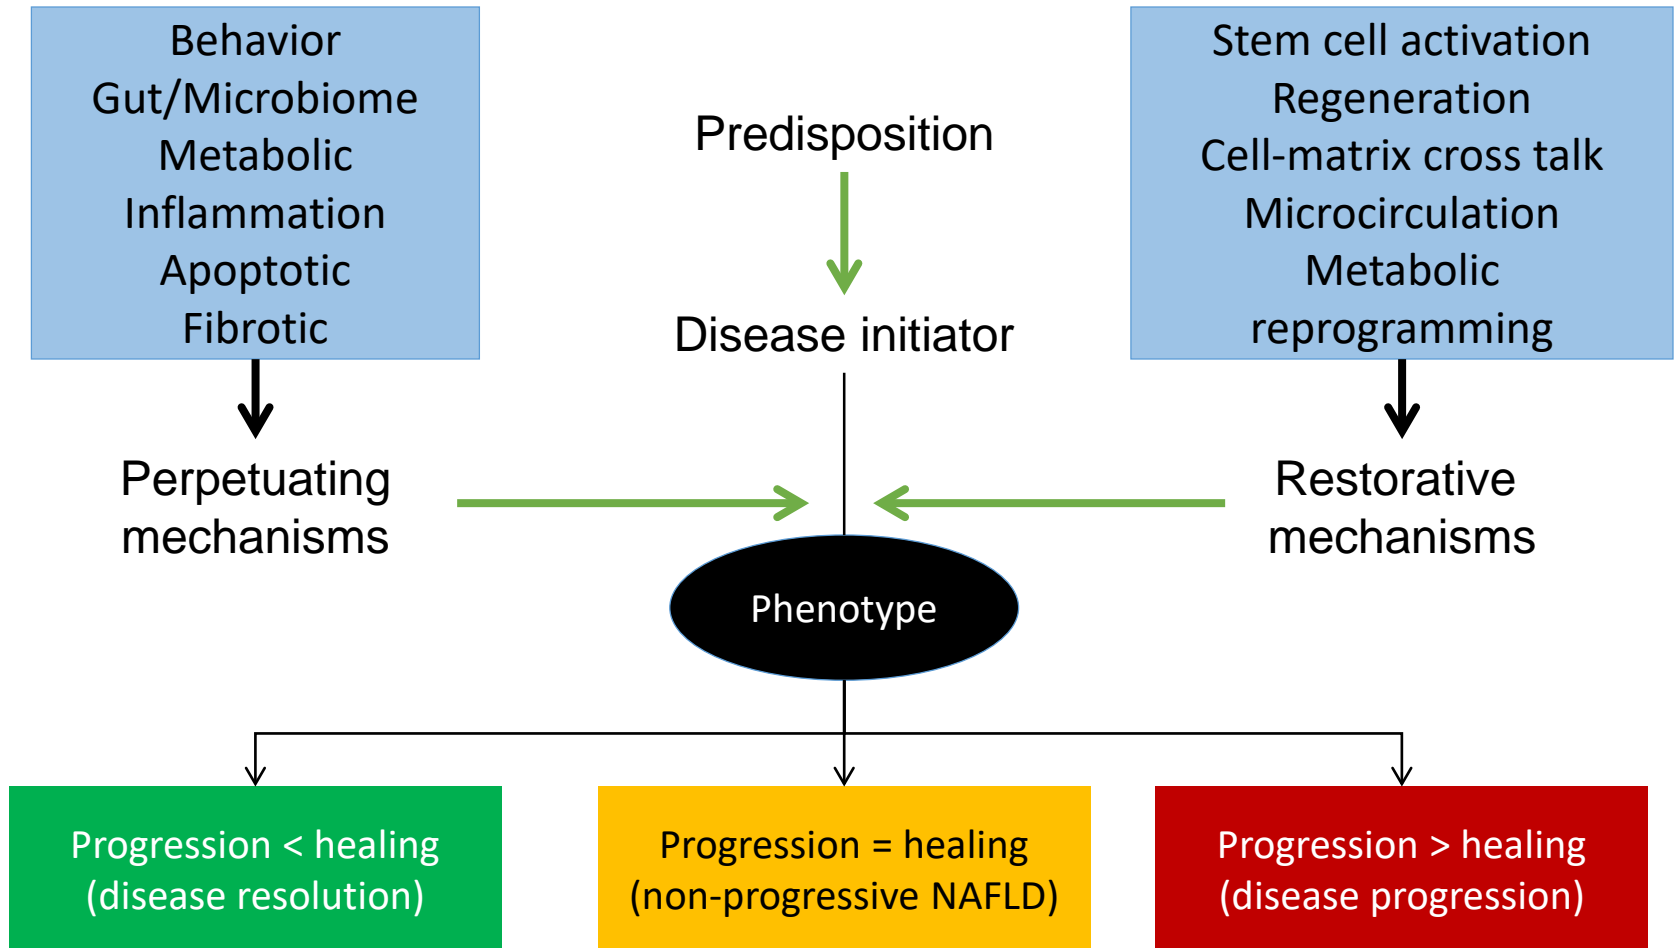 Behavior
Gut/Microbiome
Metabolic
Inflammation
Apoptotic
Fibrotic
Predisposition
Stem cell activation
Regeneration
Cell-matrix cross talk
Microcirculation
Metabolic
reprogramming
Disease initiator
Perpetuating
mechanisms
Restorative
mechanisms
Phenotype
Progression < healing
(disease resolution)
Progression = healing
(non-progressive NAFLD)
Progression > healing
(disease progression)